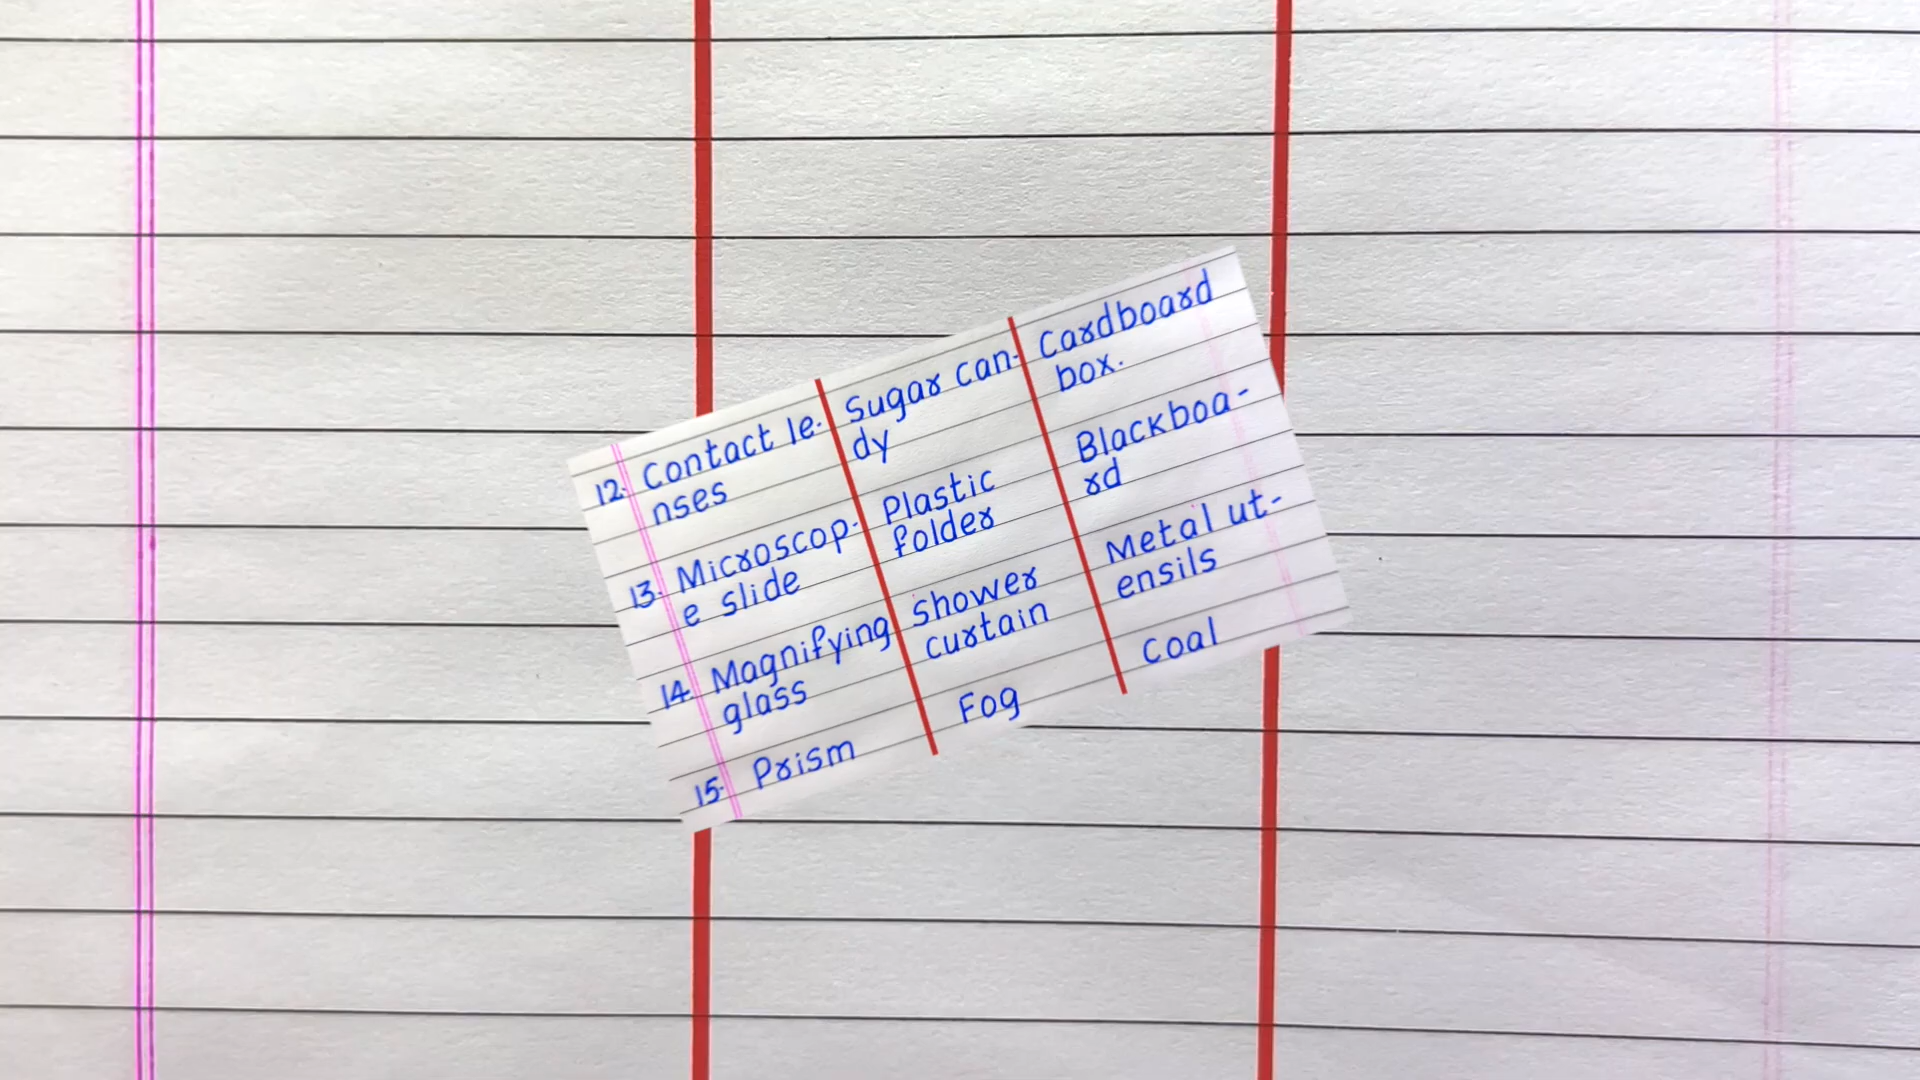 12. Contact le- Sugar can- Cardboard
nses dy box.
13. Microscop- Plastic Blackboa-
e slide folder rd
14. Magnifying Shower Metal ut-
glass curtain ensils
15. Prism Fog Coal